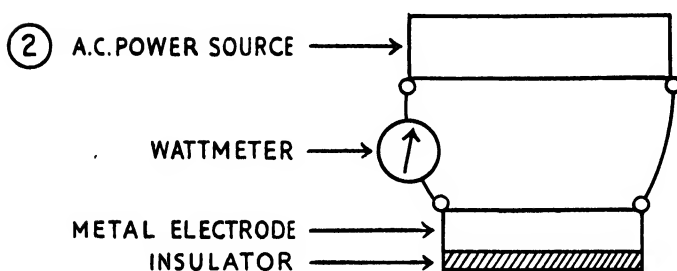 2 A.C. POWER SOURCE
WATTMETER
METAL ELECTRODE
INSULATOR